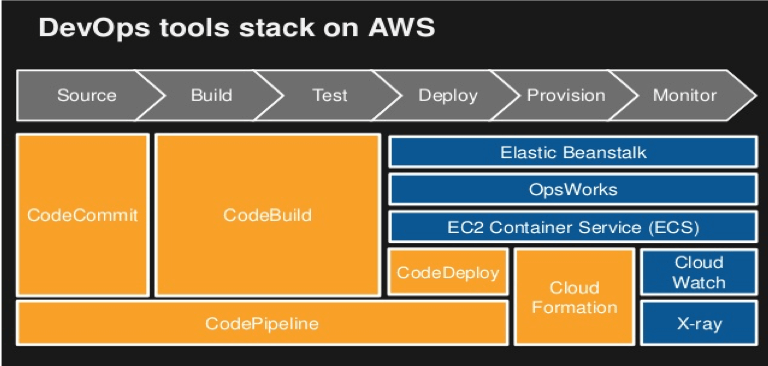 DevOps tools stack on AWS
Source
Build
Test
Deploy
Provision
Monitor
CodeCommit
CodeBuild
Elastic Beanstalk
OpsWorks
EC2 Container Service (ECS)
CodeDeploy
Cloud
Formation
Cloud
Watch
CodePipeline
X-ray